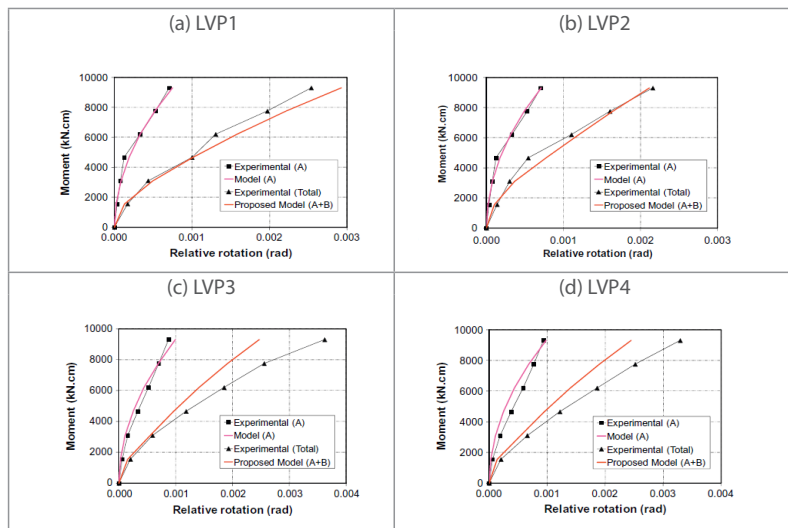 (a) LVP1
10000
8000
6000
4000
2000
0
Moment (kN.cm)
Experimental (A)
Model (A)
Experimental (Total)
Proposed Model (A+B)
0.000 0.001 0.002 0.003
Relative rotation (rad)
(b) LVP2
10000
8000
6000
4000
2000
0
Moment (kN.cm)
Experimental (A)
Model (A)
Experimental (Total)
Proposed Model (A+B)
0.000 0.001 0.002 0.003
Relative rotation (rad)
(c) LVP3
10000
8000
6000
4000
2000
0
Moment (kN.cm)
Experimental (A)
Model (A)
Experimental (Total)
Proposed Model (A+B)
0.000 0.001 0.002 0.003 0.004
Relative rotation (rad)
(d) LVP4
10000
8000
6000
4000
2000
0
Moment (kN.cm)
Experimental (A)
Model (A)
Experimental (Total)
Proposed Model (A+B)
0.000 0.001 0.002 0.003 0.004
Relative rotation (rad)